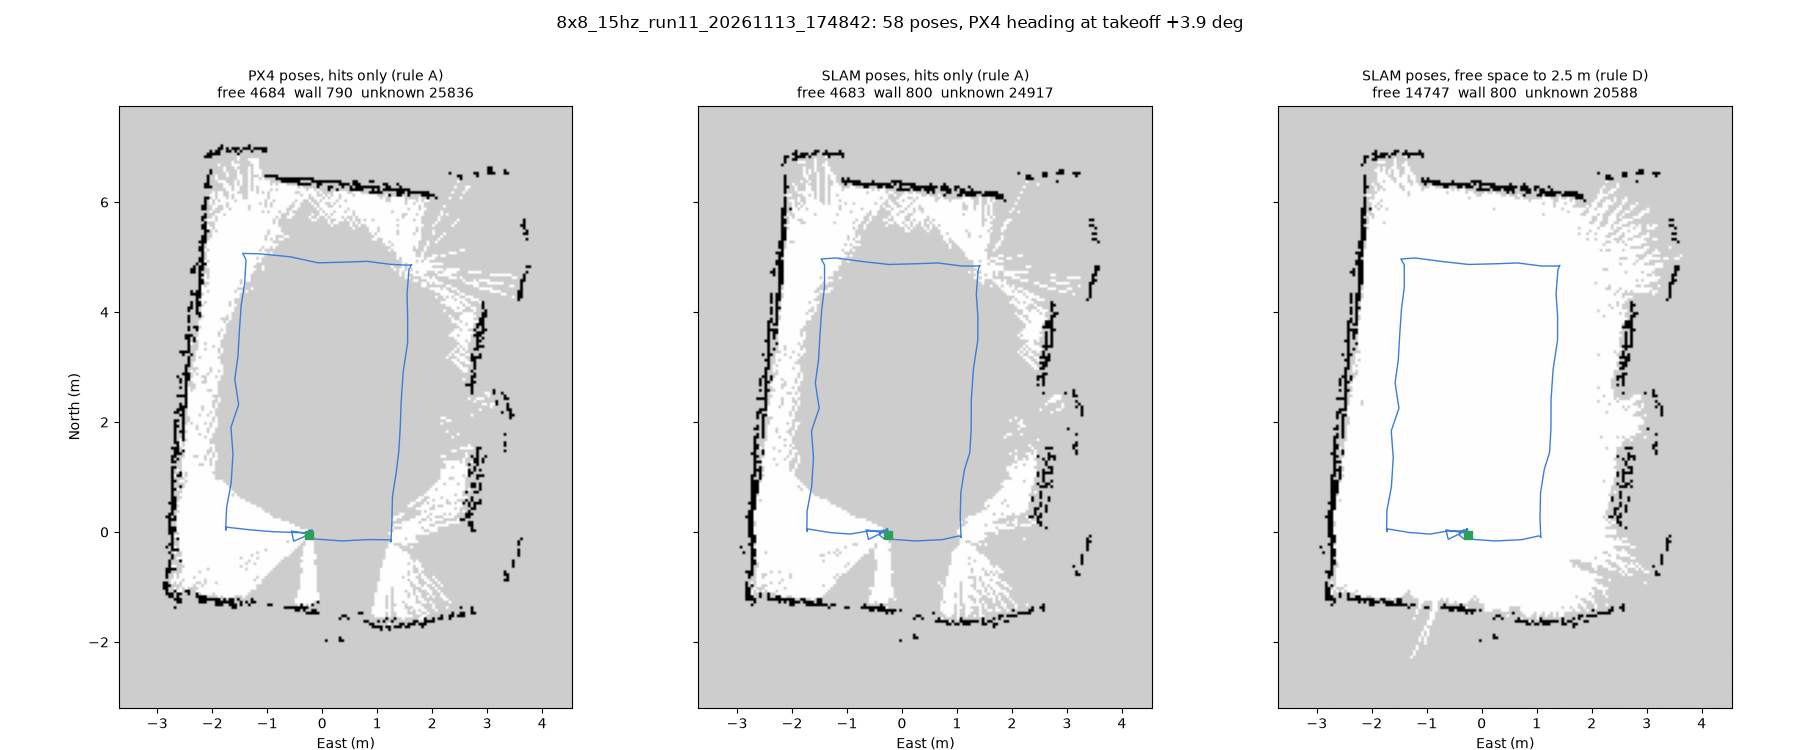 8x8_15hz_run11_20261113_174842: 58 poses, PX4 heading at takeoff +3.9 deg
PX4 poses, hits only (rule A)
free 4684  wall 790  unknown 25836
SLAM poses, hits only (rule A)
free 4683  wall 800  unknown 24917
SLAM poses, free space to 2.5 m (rule D)
free 14747  wall 800  unknown 20588
North (m)
6
4
2
0
−2
−3 −2 −1 0 1 2 3 4
East (m)
−3 −2 −1 0 1 2 3 4
East (m)
−3 −2 −1 0 1 2 3 4
East (m)